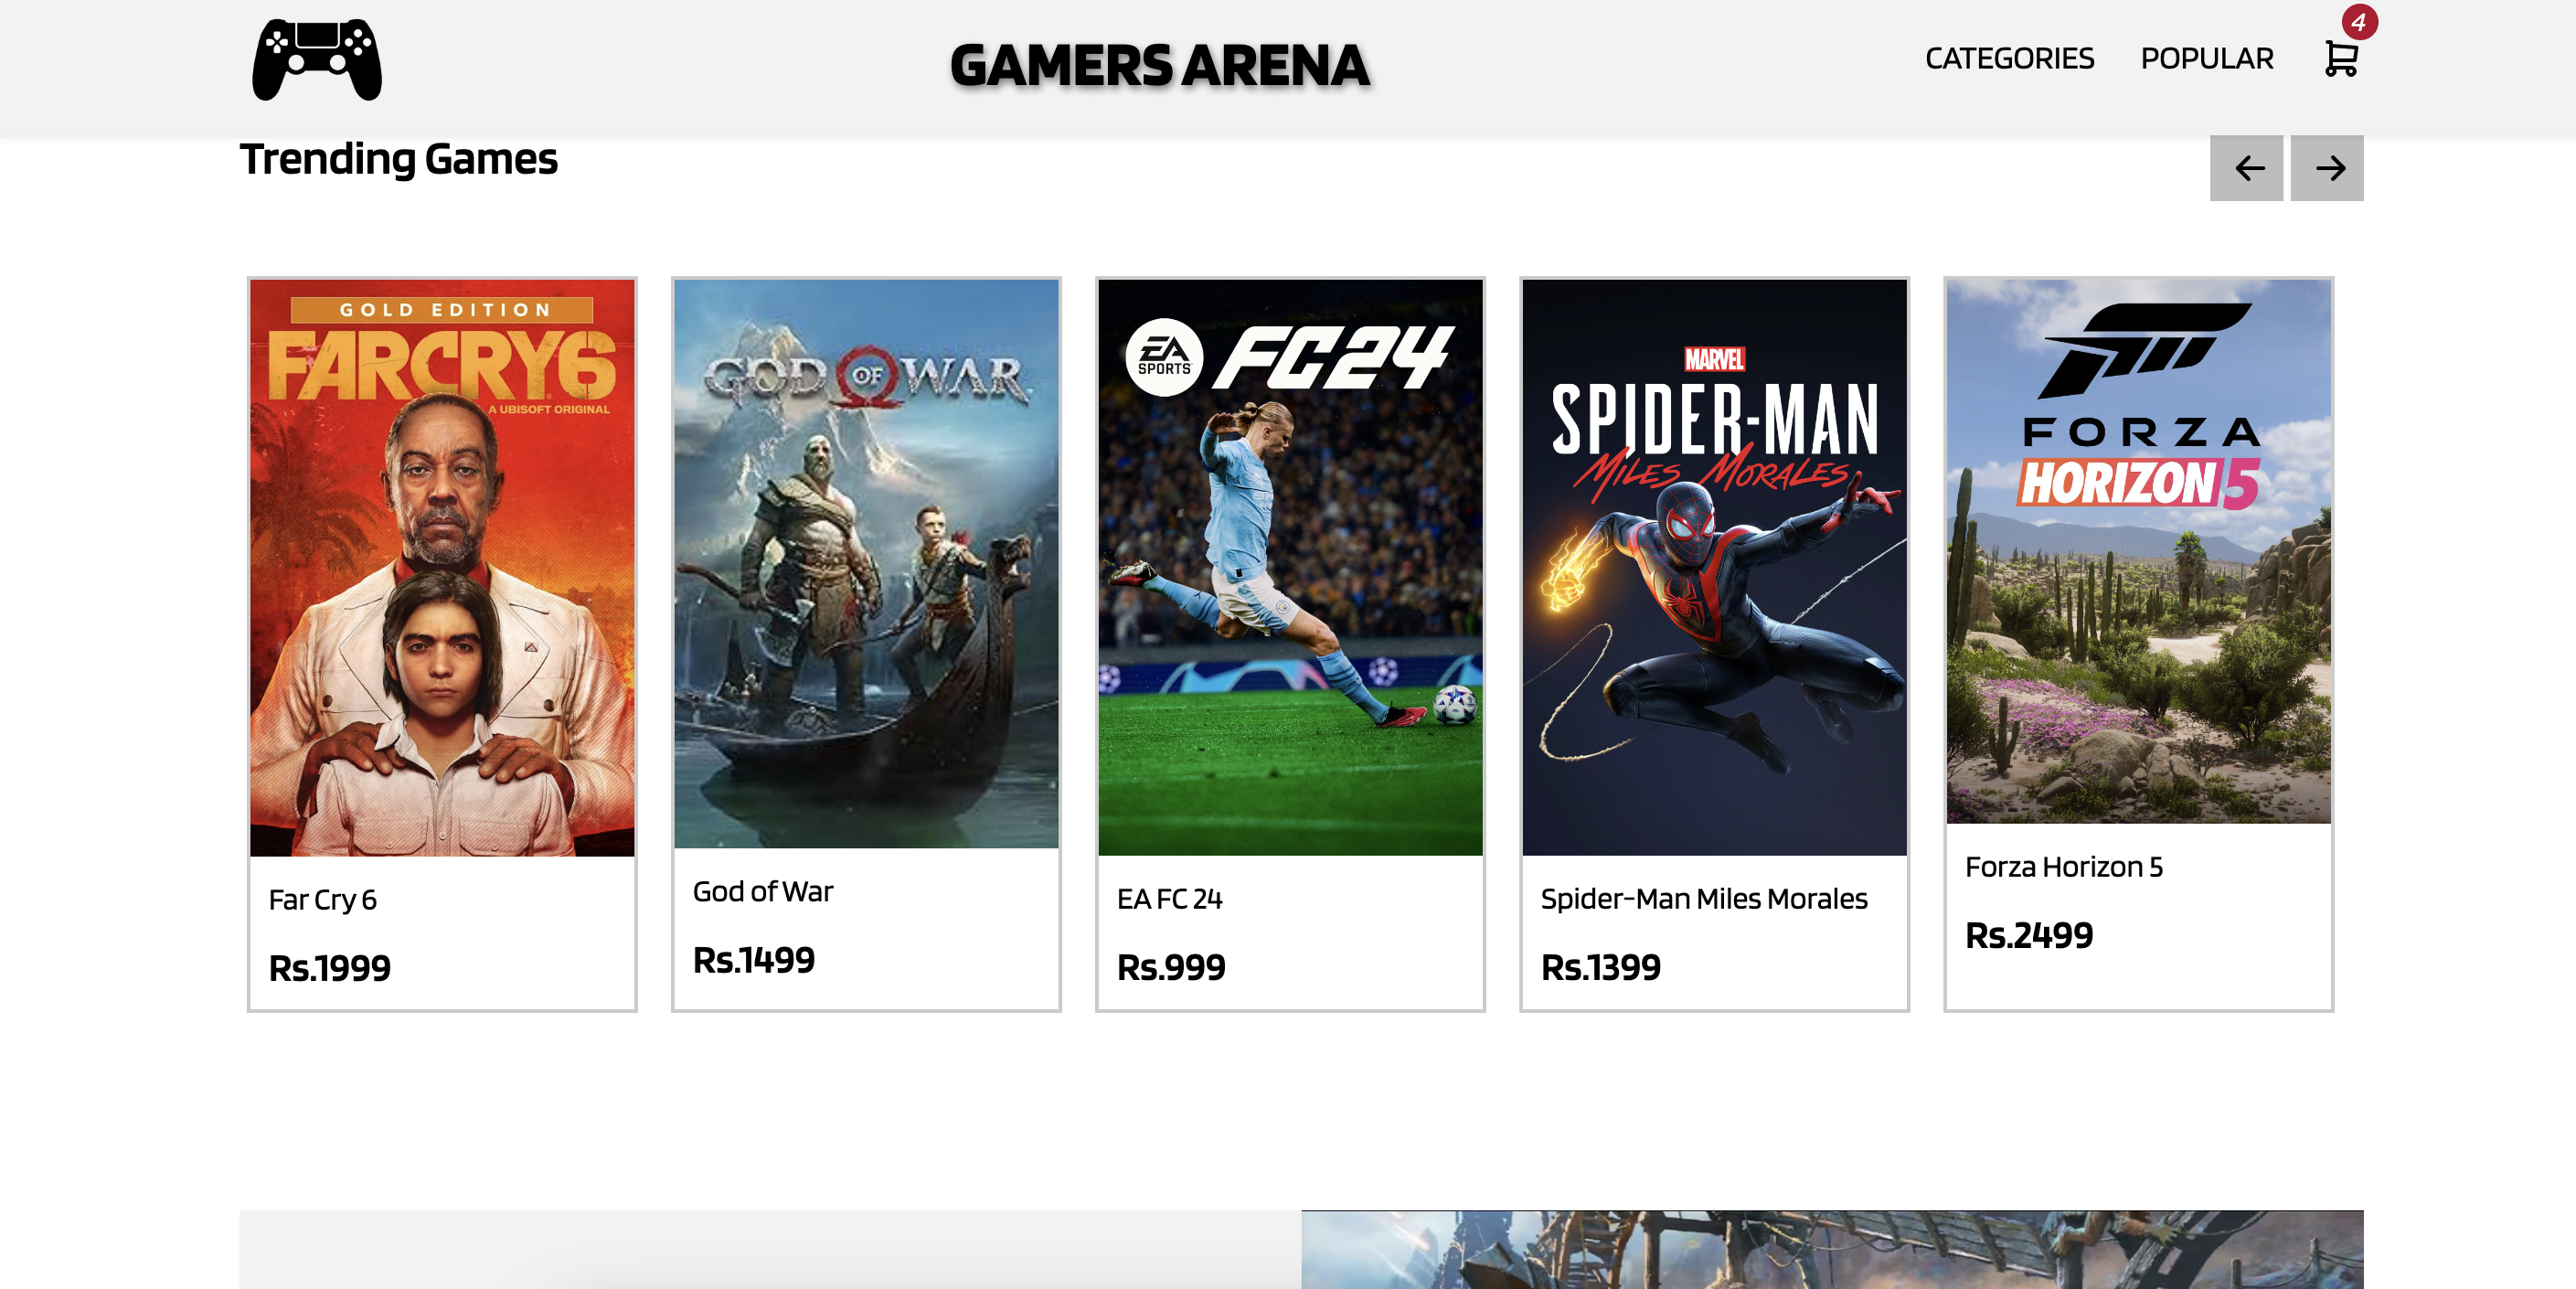 GAMERS ARENA
CATEGORIES
POPULAR
4
Trending Games
GOLD EDITION
FARCRY6
A UBISOFT ORIGINAL
Far Cry 6
Rs.1999
GOD OF WAR
God of War
Rs.1499
EA SPORTS FC24
EA FC 24
Rs.999
MARVEL
SPIDER-MAN
MILES MORALES
Spider-Man Miles Morales
Rs.1399
FORZA
HORIZON 5
Forza Horizon 5
Rs.2499